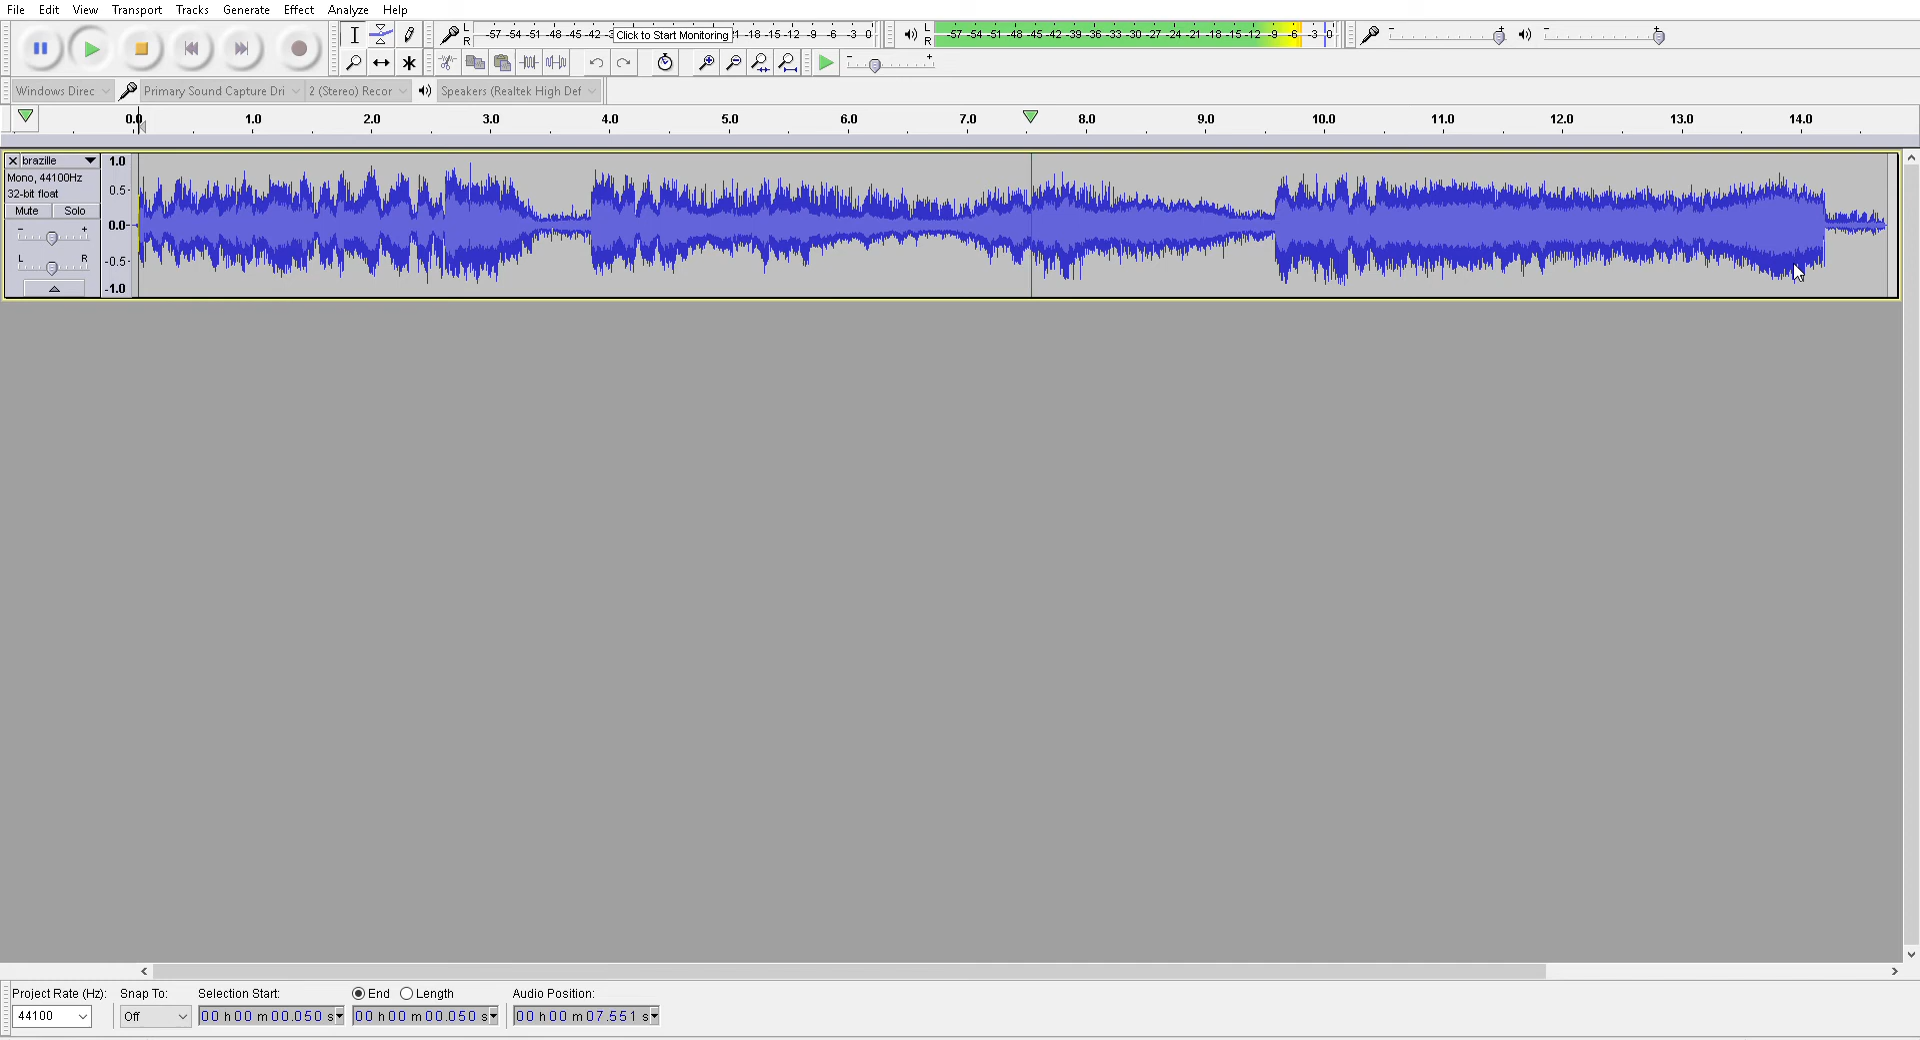 File Edit View Transport Tracks Generate Effect Analyze Help
L R -57 -54 -51 -48 -45 -42 -3 Click to Start Monitoring 1 -18 -15 -12 -9 -6 -3 0
L R -57 -54 -51 -48 -45 -42 -39 -36 -33 -30 -27 -24 -21 -18 -15 -12 -9 -6 -3 0
Windows Direc Primary Sound Capture Dri 2 (Stereo) Recor Speakers (Realtek High Def
0.0 1.0 2.0 3.0 4.0 5.0 6.0 7.0 8.0 9.0 10.0 11.0 12.0 13.0 14.0
X brazille
Mono, 44100Hz
32-bit float
Mute Solo
- +
L R
1.0
0.5
0.0
-0.5
-1.0
Project Rate (Hz): Snap To: Selection Start: End Length Audio Position:
44100 Off 00 h 00 m 00.050 s 00 h 00 m 00.050 s 00 h 00 m 07.551 s